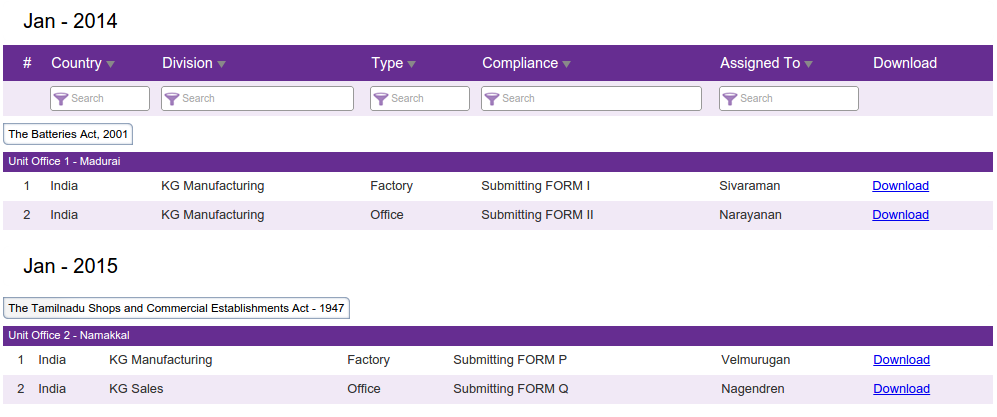 Jan - 2014
# Country Division Type Compliance Assigned To Download
Search Search Search Search Search
The Batteries Act, 2001
Unit Office 1 - Madurai
1 India KG Manufacturing Factory Submitting FORM I Sivaraman Download
2 India KG Manufacturing Office Submitting FORM II Narayanan Download
Jan - 2015
The Tamilnadu Shops and Commercial Establishments Act - 1947
Unit Office 2 - Namakkal
1 India KG Manufacturing Factory Submitting FORM P Velmurugan Download
2 India KG Sales Office Submitting FORM Q Nagendren Download